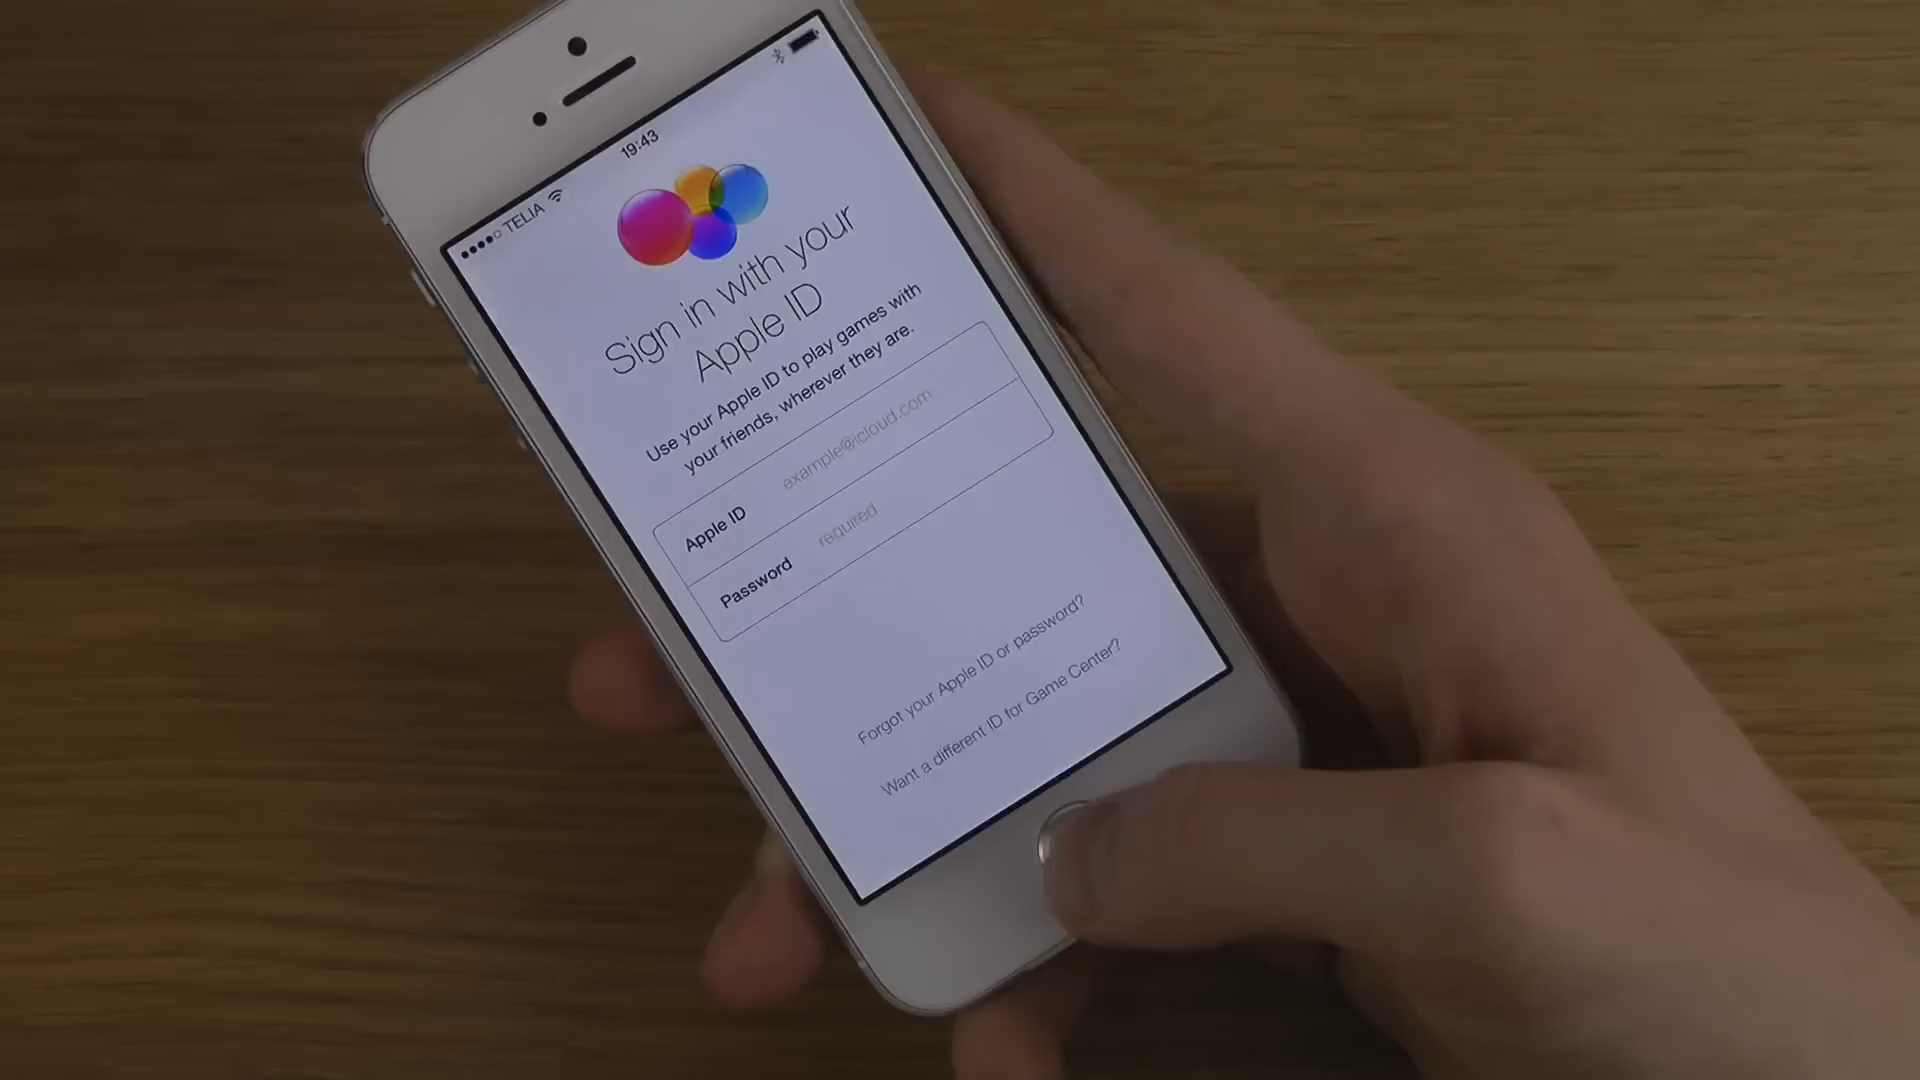 TELIA
19:43
Sign in with your
Apple ID
Use your Apple ID to play games with
your friends, wherever they are.
Apple ID example@icloud.com
Password required
Forgot your Apple ID or password?
Want a different ID for Game Center?